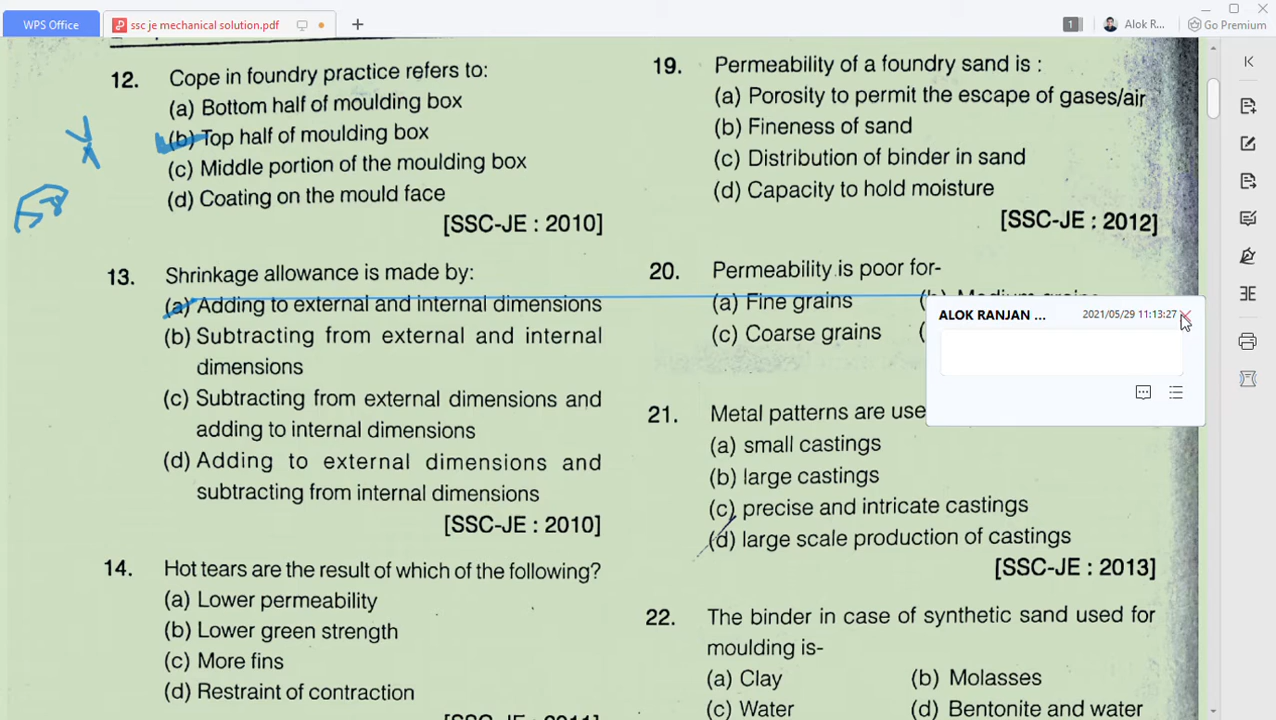 WPS Office
ssc je mechanical solution.pdf
1
Alok R...
Go Premium
12. Cope in foundry practice refers to:
(a) Bottom half of moulding box
(b) Top half of moulding box
(c) Middle portion of the moulding box
(d) Coating on the mould face
[SSC-JE : 2010]
13. Shrinkage allowance is made by:
(a) Adding to external and internal dimensions
(b) Subtracting from external and internal
dimensions
(c) Subtracting from external dimensions and
adding to internal dimensions
(d) Adding to external dimensions and
subtracting from internal dimensions
[SSC-JE : 2010]
14. Hot tears are the result of which of the following?
(a) Lower permeability
(b) Lower green strength
(c) More fins
(d) Restraint of contraction
[SSC-JE : 2011]
19. Permeability of a foundry sand is :
(a) Porosity to permit the escape of gases/air
(b) Fineness of sand
(c) Distribution of binder in sand
(d) Capacity to hold moisture
[SSC-JE : 2012]
20. Permeability is poor for-
(a) Fine grains (b) Medium grains
(c) Coarse grains
ALOK RANJAN ... 2021/05/29 11:13:27
21. Metal patterns are use
(a) small castings
(b) large castings
(c) precise and intricate castings
(d) large scale production of castings
[SSC-JE : 2013]
22. The binder in case of synthetic sand used for
moulding is-
(a) Clay (b) Molasses
(c) Water (d) Bentonite and water